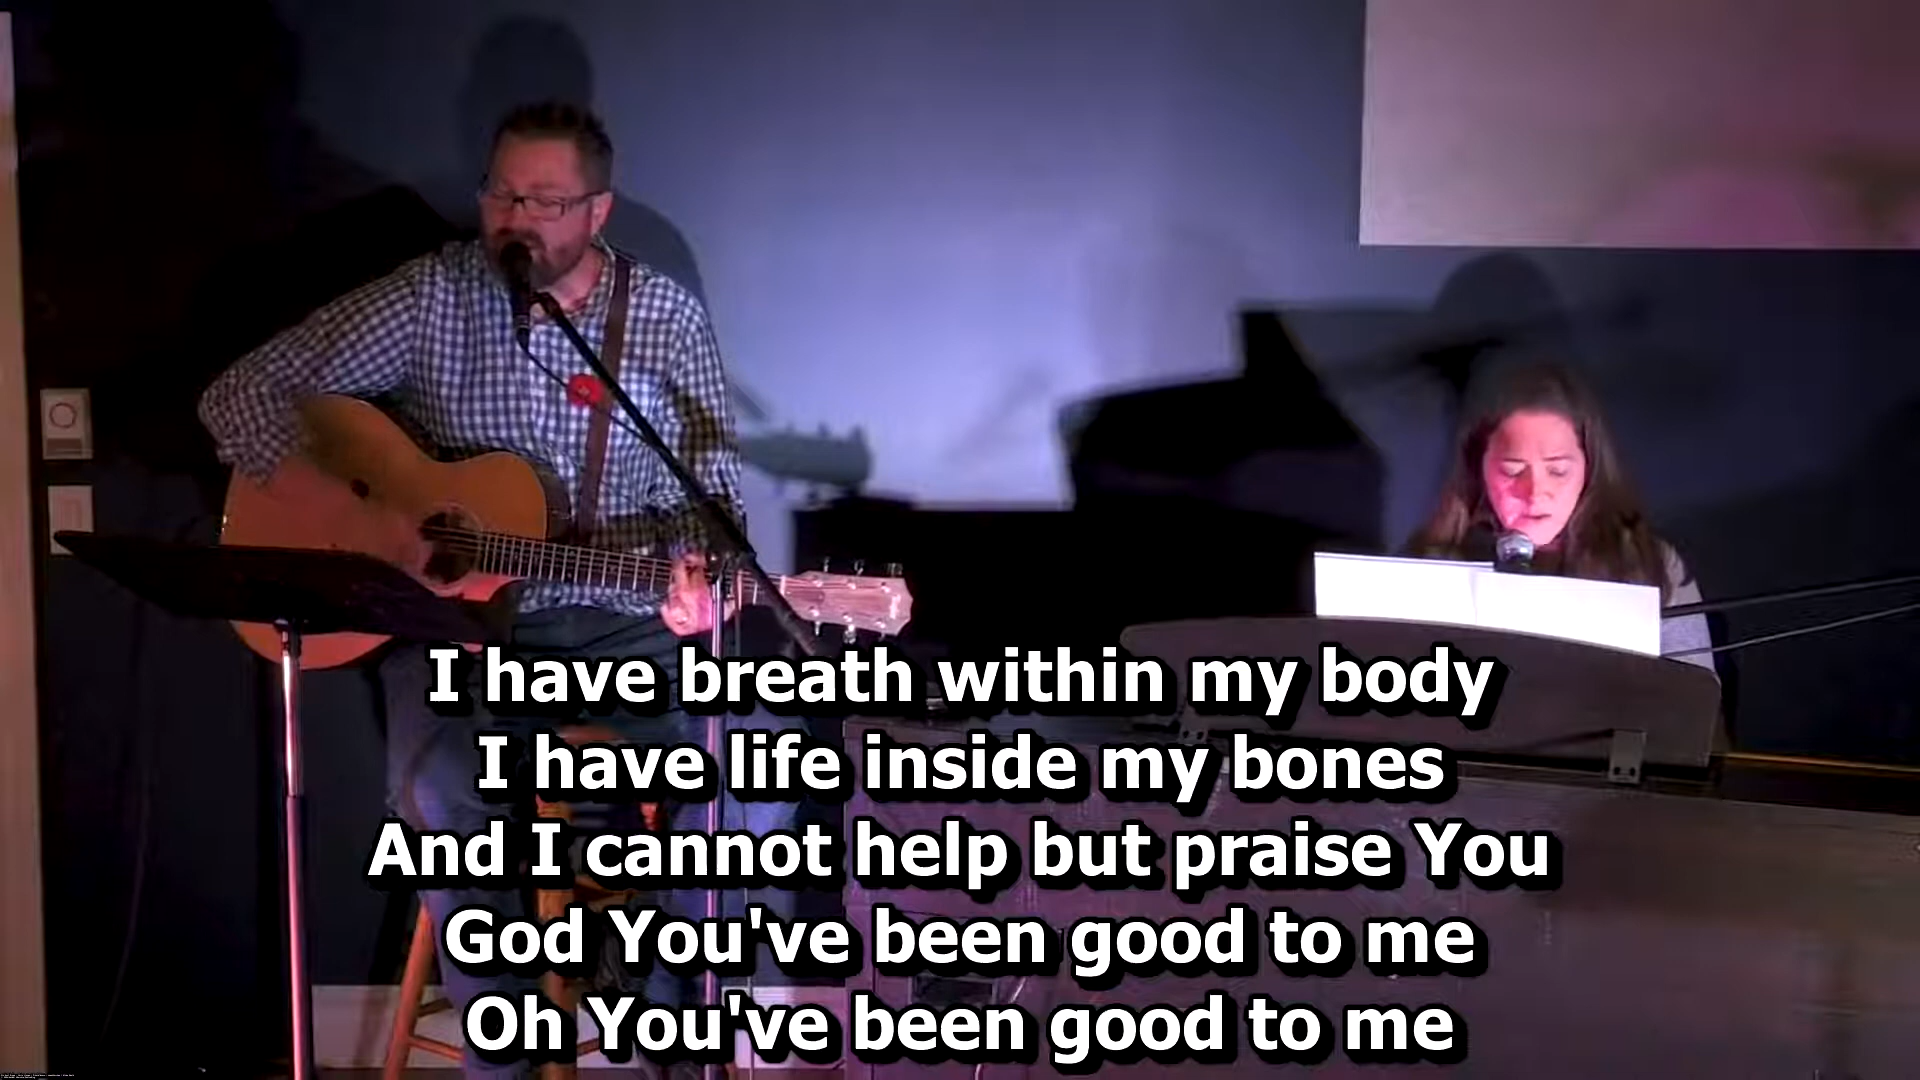 I have breath within my body
I have life inside my bones
And I cannot help but praise You
God You've been good to me
Oh You've been good to me